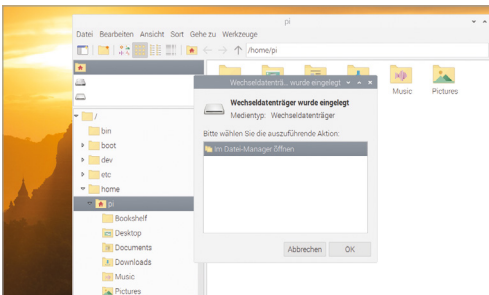 pi
Datei Bearbeiten Ansicht Sort Gehe zu Werkzeuge
/home/pi
Wechseldatenträ... wurde eingelegt
Wechseldatenträger wurde eingelegt
Medientyp: Wechseldatenträger
Bitte wählen Sie die auszuführende Aktion:
Im Datei-Manager öffnen
Abbrechen OK
Music Pictures
/
bin
boot
dev
etc
home
pi
Bookshelf
Desktop
Documents
Downloads
Music
Pictures